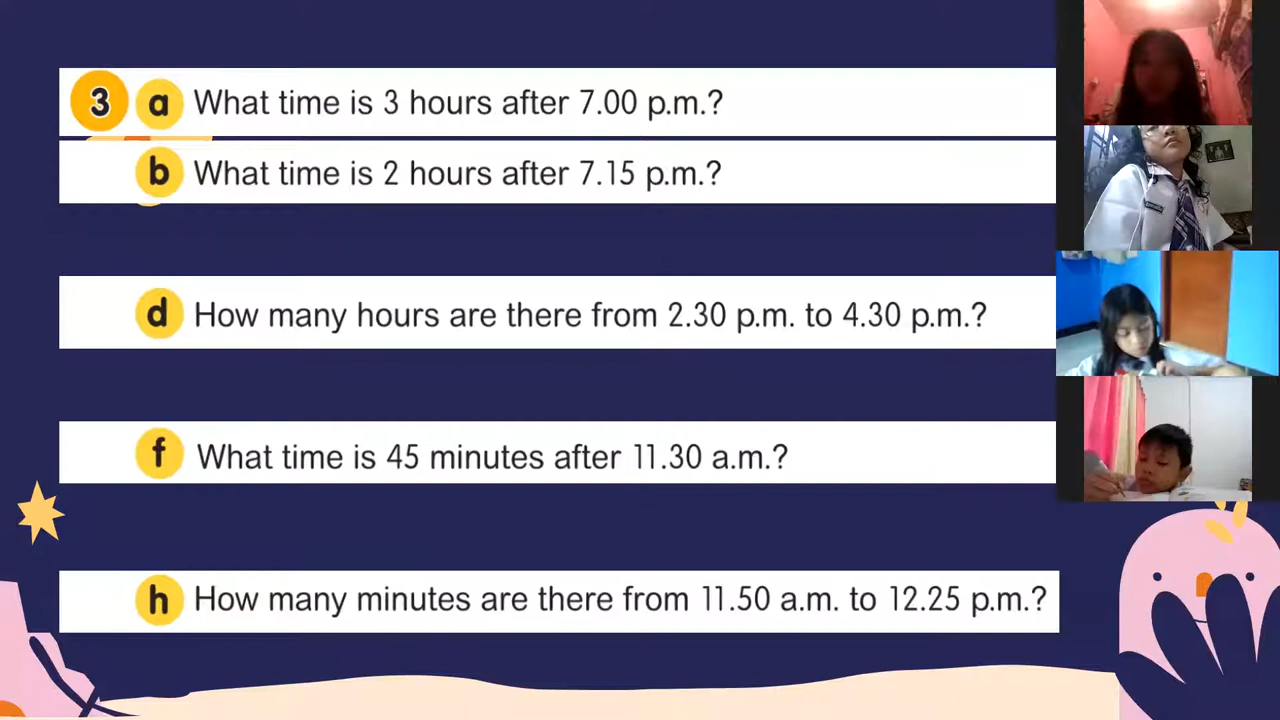 3 a What time is 3 hours after 7.00 p.m.?
b What time is 2 hours after 7.15 p.m.?
d How many hours are there from 2.30 p.m. to 4.30 p.m.?
f What time is 45 minutes after 11.30 a.m.?
h How many minutes are there from 11.50 a.m. to 12.25 p.m.?